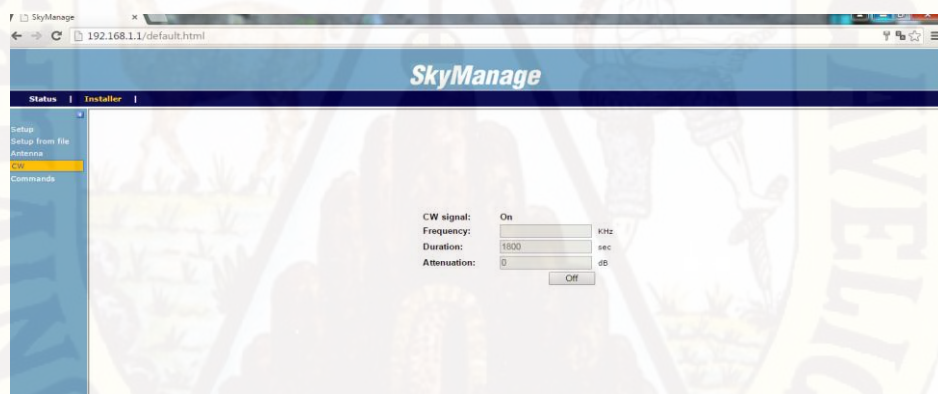 SkyManage
192.168.1.1/default.html
SkyManage
Status | Installer |
Setup
Setup from file
Antenna
CW
Commands
CW signal: On
Frequency: KHz
Duration: 1800 sec
Attenuation: 0 dB
Off